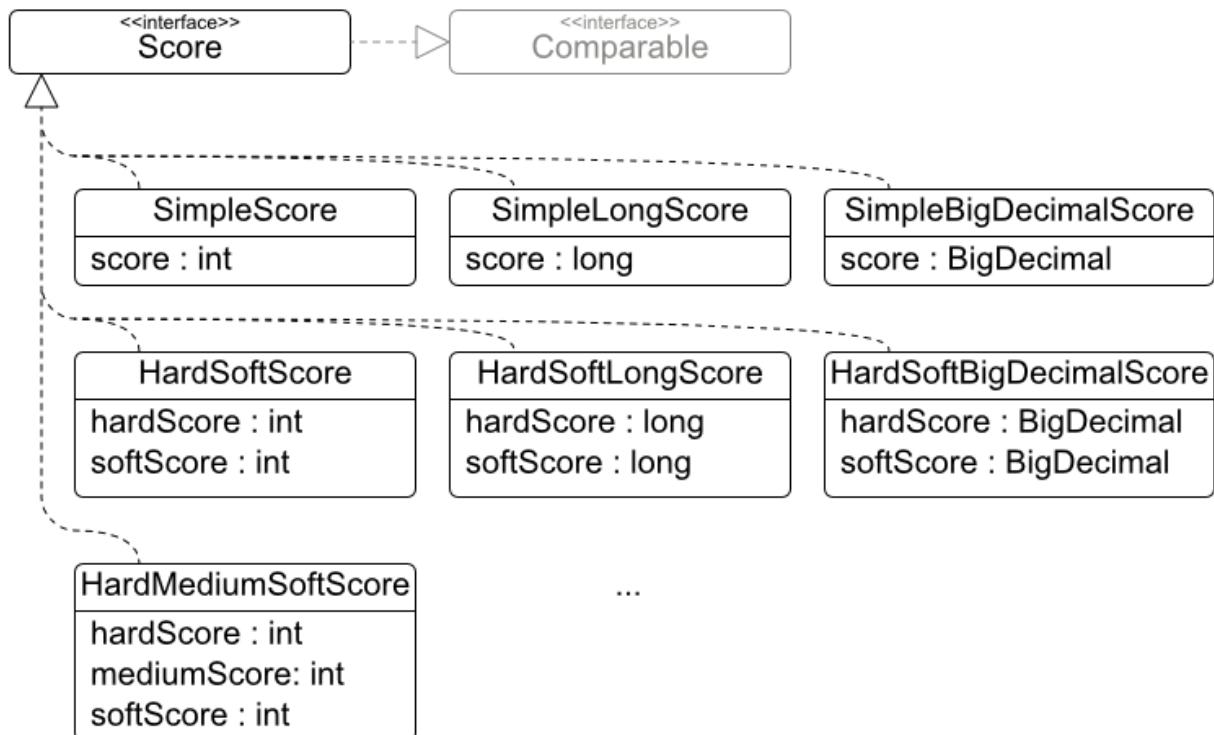 <<interface>>
Score
<<interface>>
Comparable
SimpleScore
score : int
SimpleLongScore
score : long
SimpleBigDecimalScore
score : BigDecimal
HardSoftScore
hardScore : int
softScore : int
HardSoftLongScore
hardScore : long
softScore : long
HardSoftBigDecimalScore
hardScore : BigDecimal
softScore : BigDecimal
HardMediumSoftScore
hardScore : int
mediumScore: int
softScore : int
...